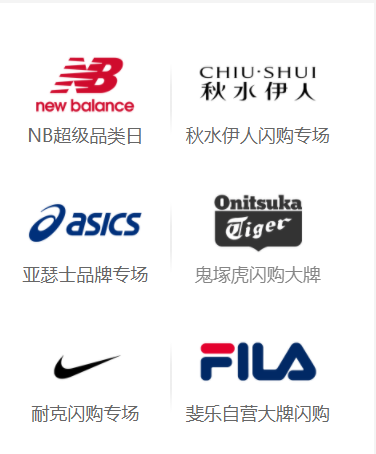 NB
new balance
NB超级品类日
CHIU·SHUI
秋水伊人
秋水伊人闪购专场
asics
亚瑟士品牌专场
Onitsuka
Tiger
鬼塚虎闪购大牌
耐克闪购专场
FILA
斐乐自营大牌闪购